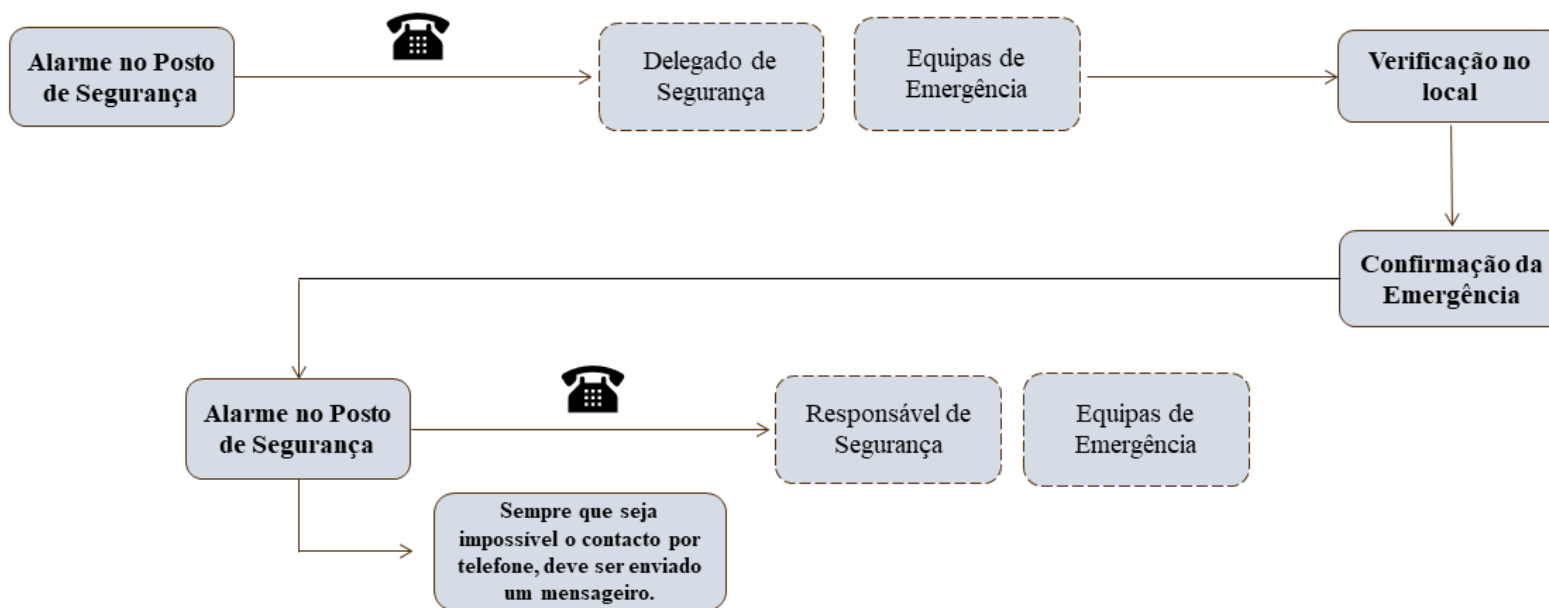 Alarme no Posto
de Segurança
Delegado de
Segurança
Equipas de
Emergência
Verificação no
local
Confirmação da
Emergência
Alarme no Posto
de Segurança
Responsável de
Segurança
Equipas de
Emergência
Sempre que seja
impossível o contacto por
telefone, deve ser enviado
um mensageiro.